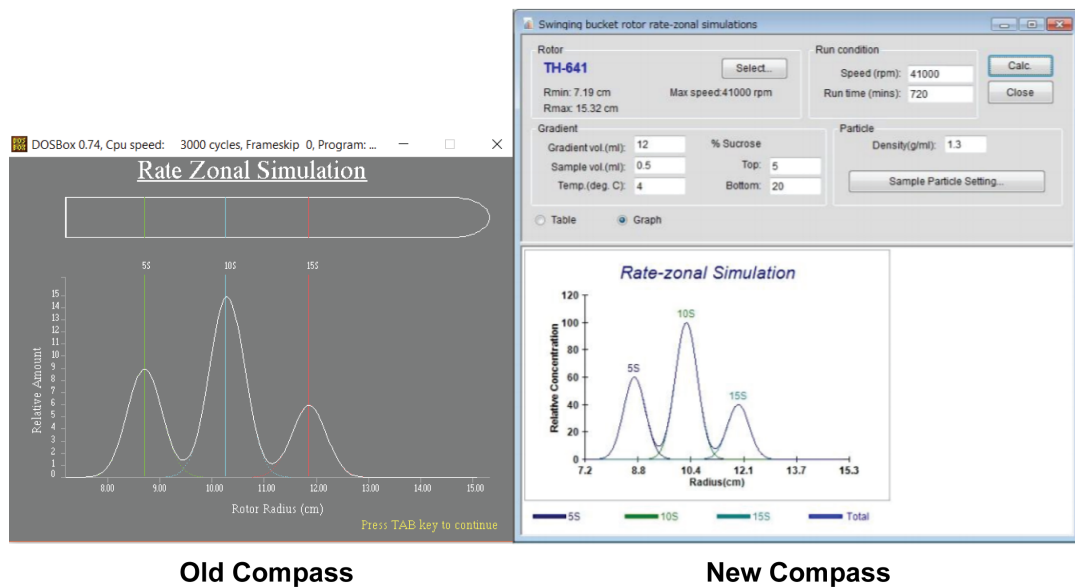 DOSBox 0.74, Cpu speed: 3000 cycles, Frameskip 0, Program: ...
Rate Zonal Simulation
5S 10S 15S
15
14
13
12
11
10
9
8
7
6
5
4
3
2
1
0
Relative Amount
8.00 9.00 10.00 11.00 12.00 13.00 14.00 15.00
Rotor Radius (cm)
Press TAB key to continue
Old Compass
Swinging bucket rotor rate-zonal simulations
Rotor
TH-641
Select...
Rmin: 7.19 cm Max speed:41000 rpm
Rmax: 15.32 cm
Run condition
Speed (rpm): 41000
Run time (mins): 720
Calc.
Close
Gradient
Gradient vol.(ml): 12 % Sucrose
Sample vol.(ml): 0.5 Top: 5
Temp.(deg. C): 4 Bottom: 20
Particle
Density(g/ml): 1.3
Sample Particle Setting...
Table Graph
Rate-zonal Simulation
120
100
80
60
40
20
0
Relative Concentration
5S
10S
15S
7.2 8.8 10.4 12.1 13.7 15.3
Radius(cm)
5S 10S 15S Total
New Compass